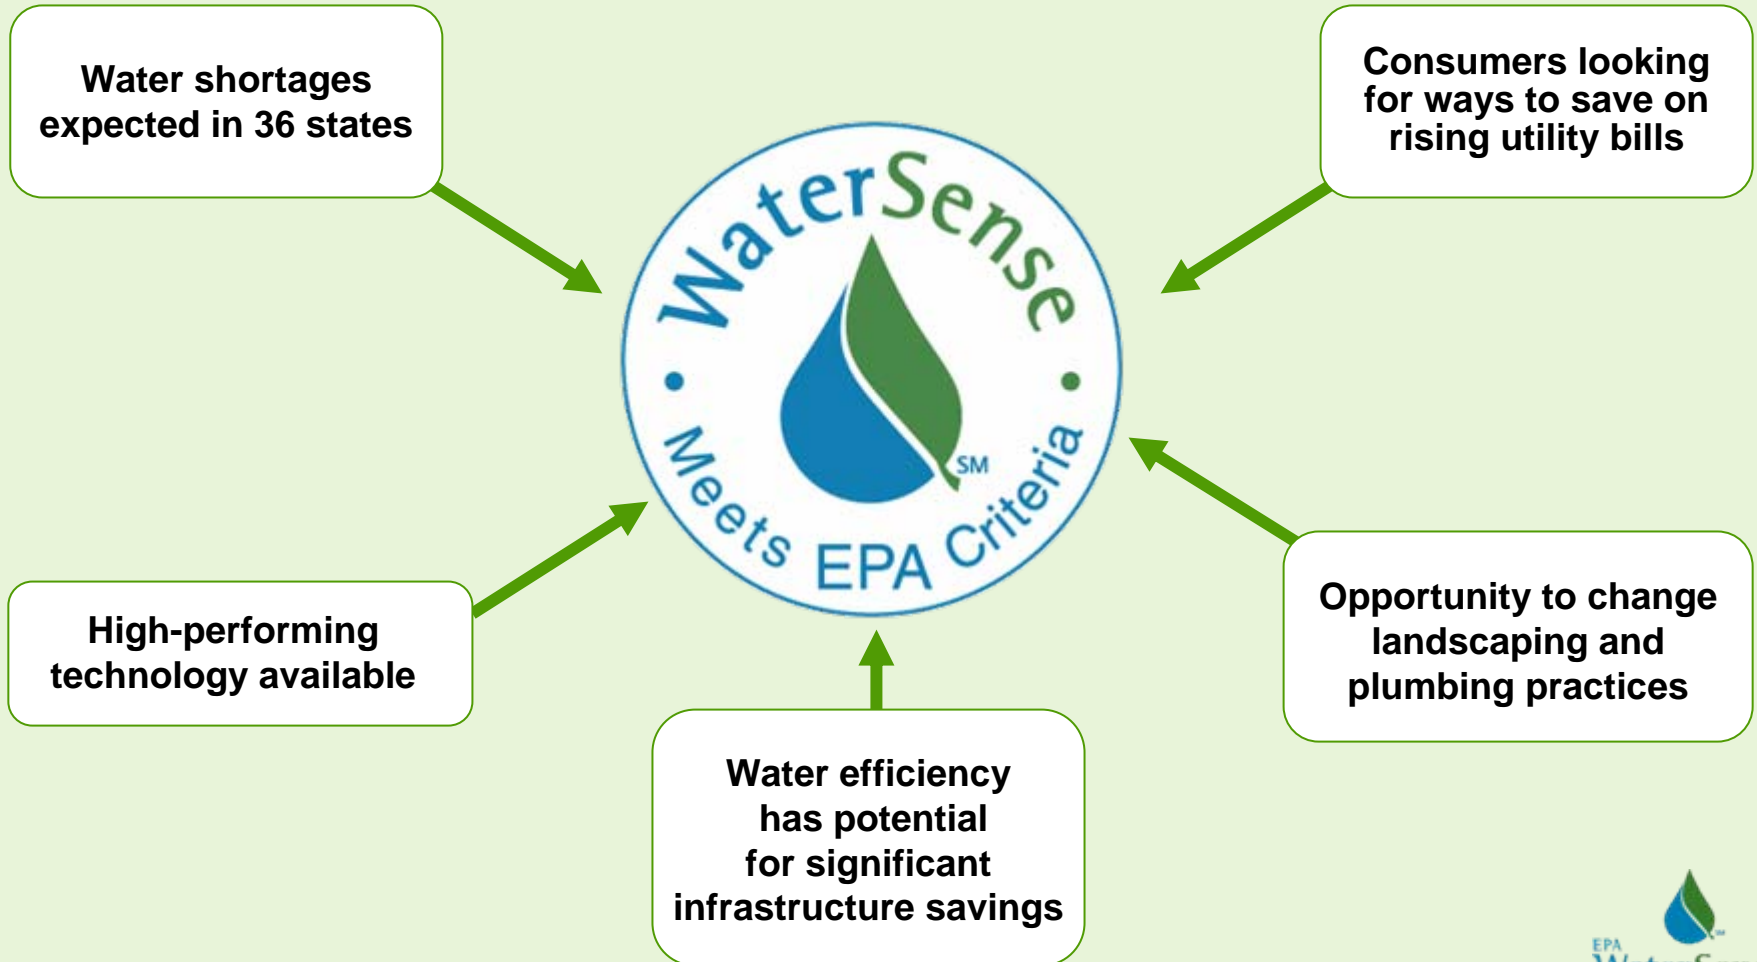 Water shortages
expected in 36 states
Consumers looking
for ways to save on
rising utility bills
WaterSense
• Meets EPA Criteria •
SM
High-performing
technology available
Opportunity to change
landscaping and
plumbing practices
Water efficiency
has potential
for significant
infrastructure savings
EPA